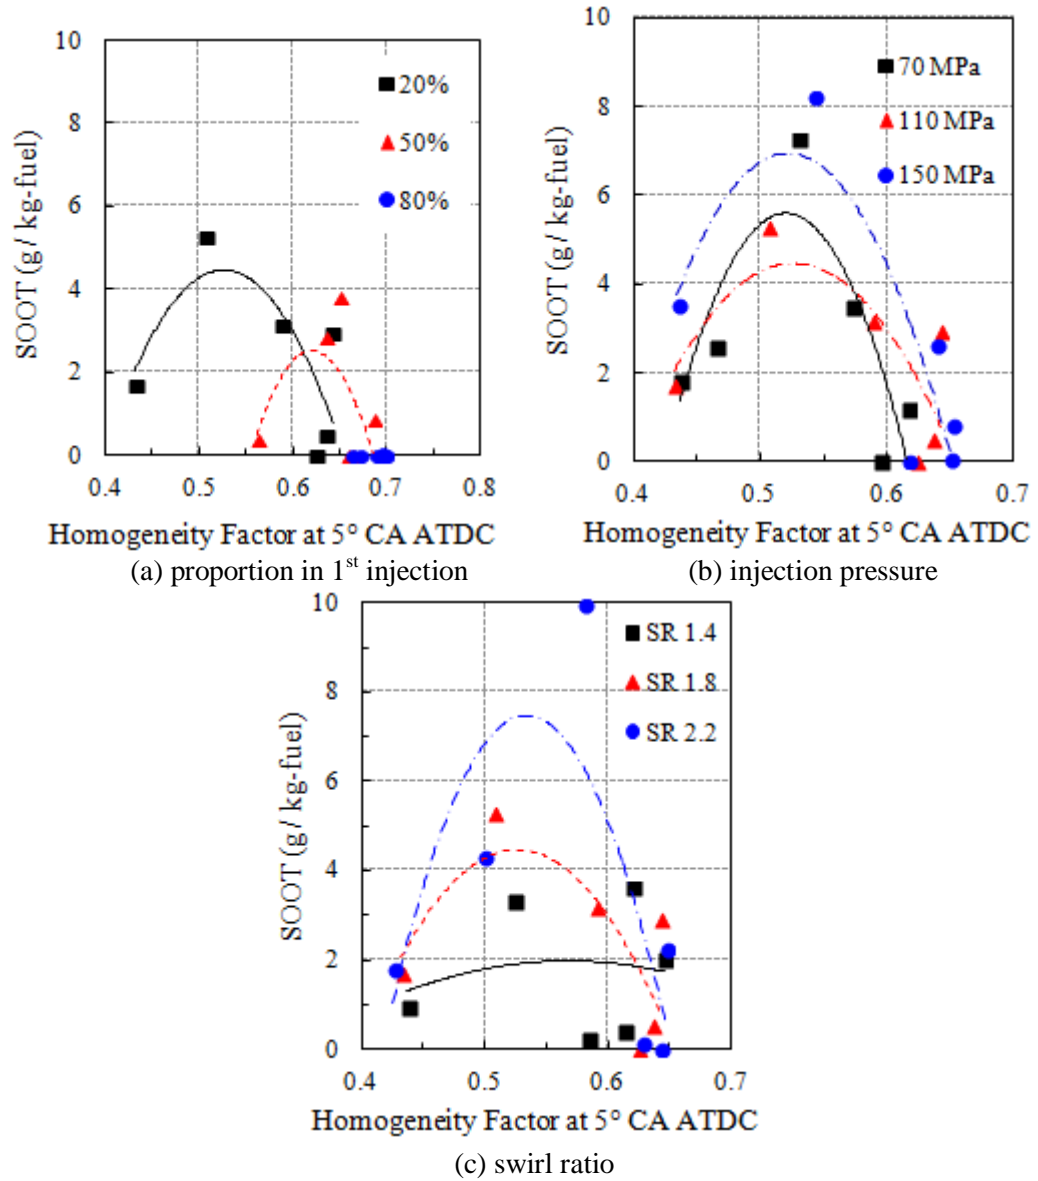 10
8
6
4
2
0
0.4 0.5 0.6 0.7 0.8
SOOT (g/ kg-fuel)
20%
50%
80%
Homogeneity Factor at 5° CA ATDC
(a) proportion in 1st injection
10
8
6
4
2
0
0.4 0.5 0.6 0.7
SOOT (g/ kg-fuel)
70 MPa
110 MPa
150 MPa
Homogeneity Factor at 5° CA ATDC
(b) injection pressure
10
8
6
4
2
0
0.4 0.5 0.6 0.7
SOOT (g/ kg-fuel)
SR 1.4
SR 1.8
SR 2.2
Homogeneity Factor at 5° CA ATDC
(c) swirl ratio